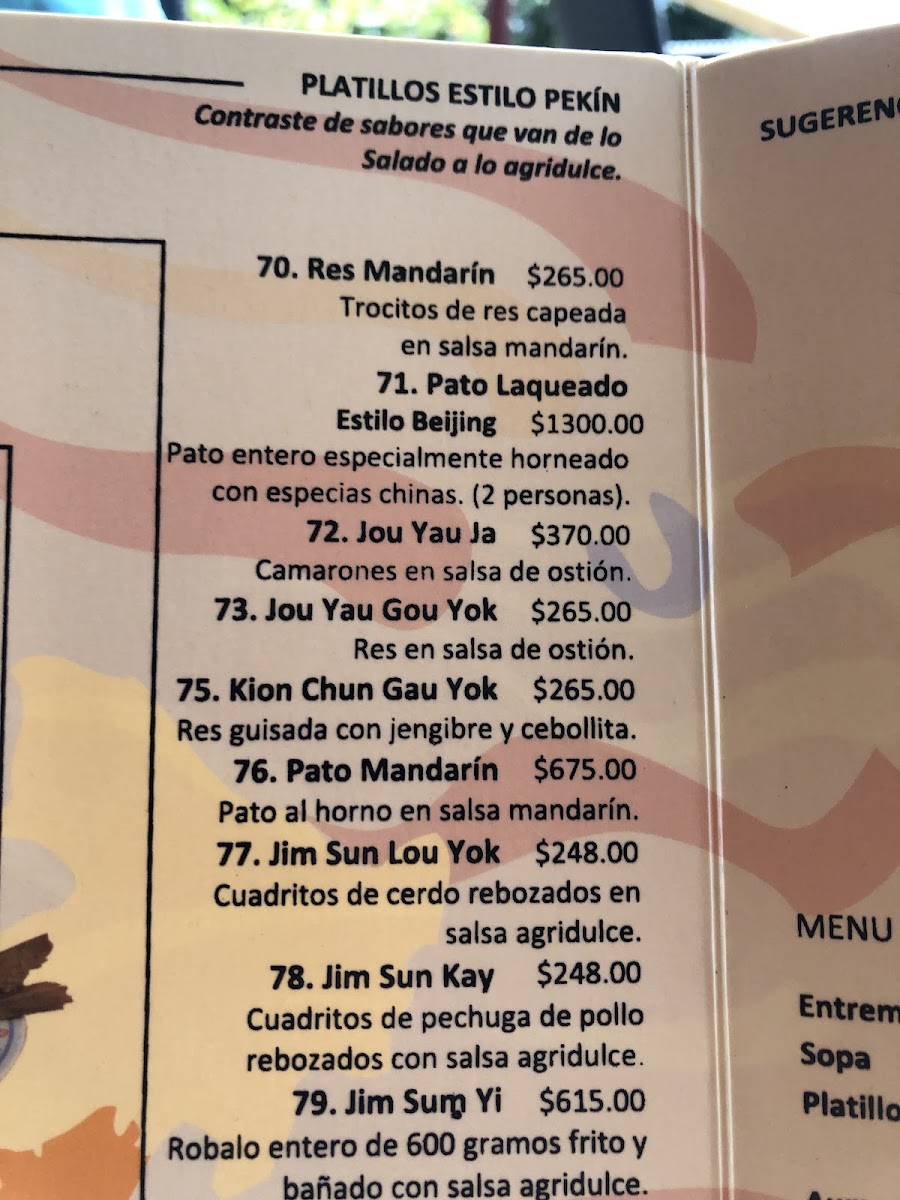 PLATILLOS ESTILO PEKÍN
Contraste de sabores que van de lo
Salado a lo agridulce.
70. Res Mandarín $265.00
Trocitos de res capeada
en salsa mandarín.
71. Pato Laqueado
Estilo Beijing $1300.00
Pato entero especialmente horneado
con especias chinas. (2 personas).
72. Jou Yau Ja $370.00
Camarones en salsa de ostión.
73. Jou Yau Gou Yok $265.00
Res en salsa de ostión.
75. Kion Chun Gau Yok $265.00
Res guisada con jengibre y cebollita.
76. Pato Mandarín $675.00
Pato al horno en salsa mandarín.
77. Jim Sun Lou Yok $248.00
Cuadritos de cerdo rebozados en
salsa agridulce.
78. Jim Sun Kay $248.00
Cuadritos de pechuga de pollo
rebozados con salsa agridulce.
79. Jim Sum Yi $615.00
Robalo entero de 600 gramos frito y
bañado con salsa agridulce.
SUGERENC
MENU
Entrem
Sopa
Platillo